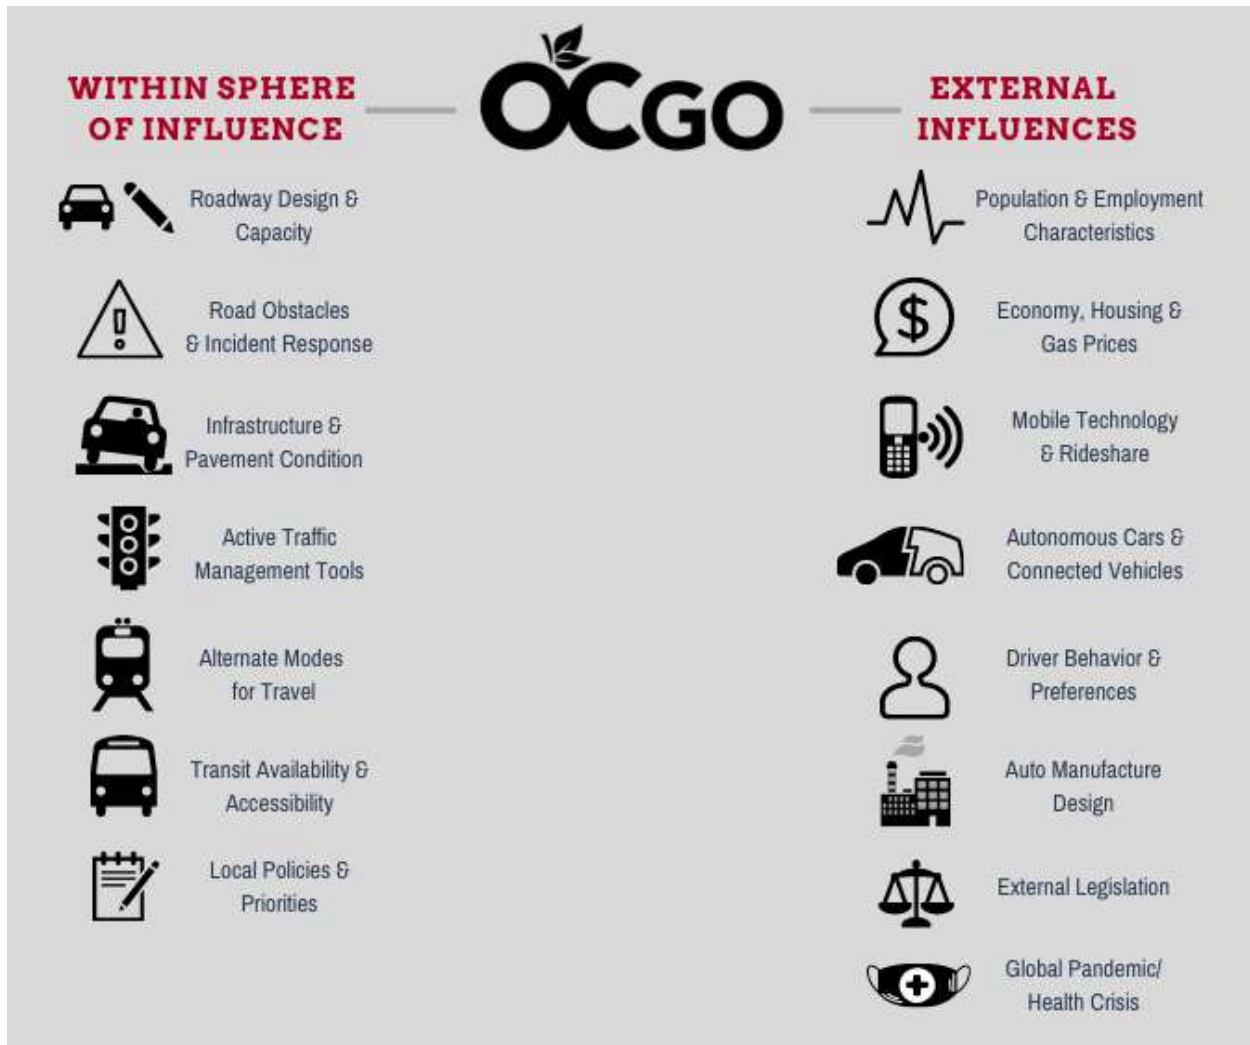 OCGO
WITHIN SPHERE
OF INFLUENCE
Roadway Design &
Capacity
Road Obstacles
& Incident Response
Infrastructure &
Pavement Condition
Active Traffic
Management Tools
Alternate Modes
for Travel
Transit Availability &
Accessibility
Local Policies &
Priorities
EXTERNAL
INFLUENCES
Population & Employment
Characteristics
$
Economy, Housing &
Gas Prices
Mobile Technology
& Rideshare
Autonomous Cars &
Connected Vehicles
Driver Behavior &
Preferences
Auto Manufacture
Design
External Legislation
Global Pandemic/
Health Crisis